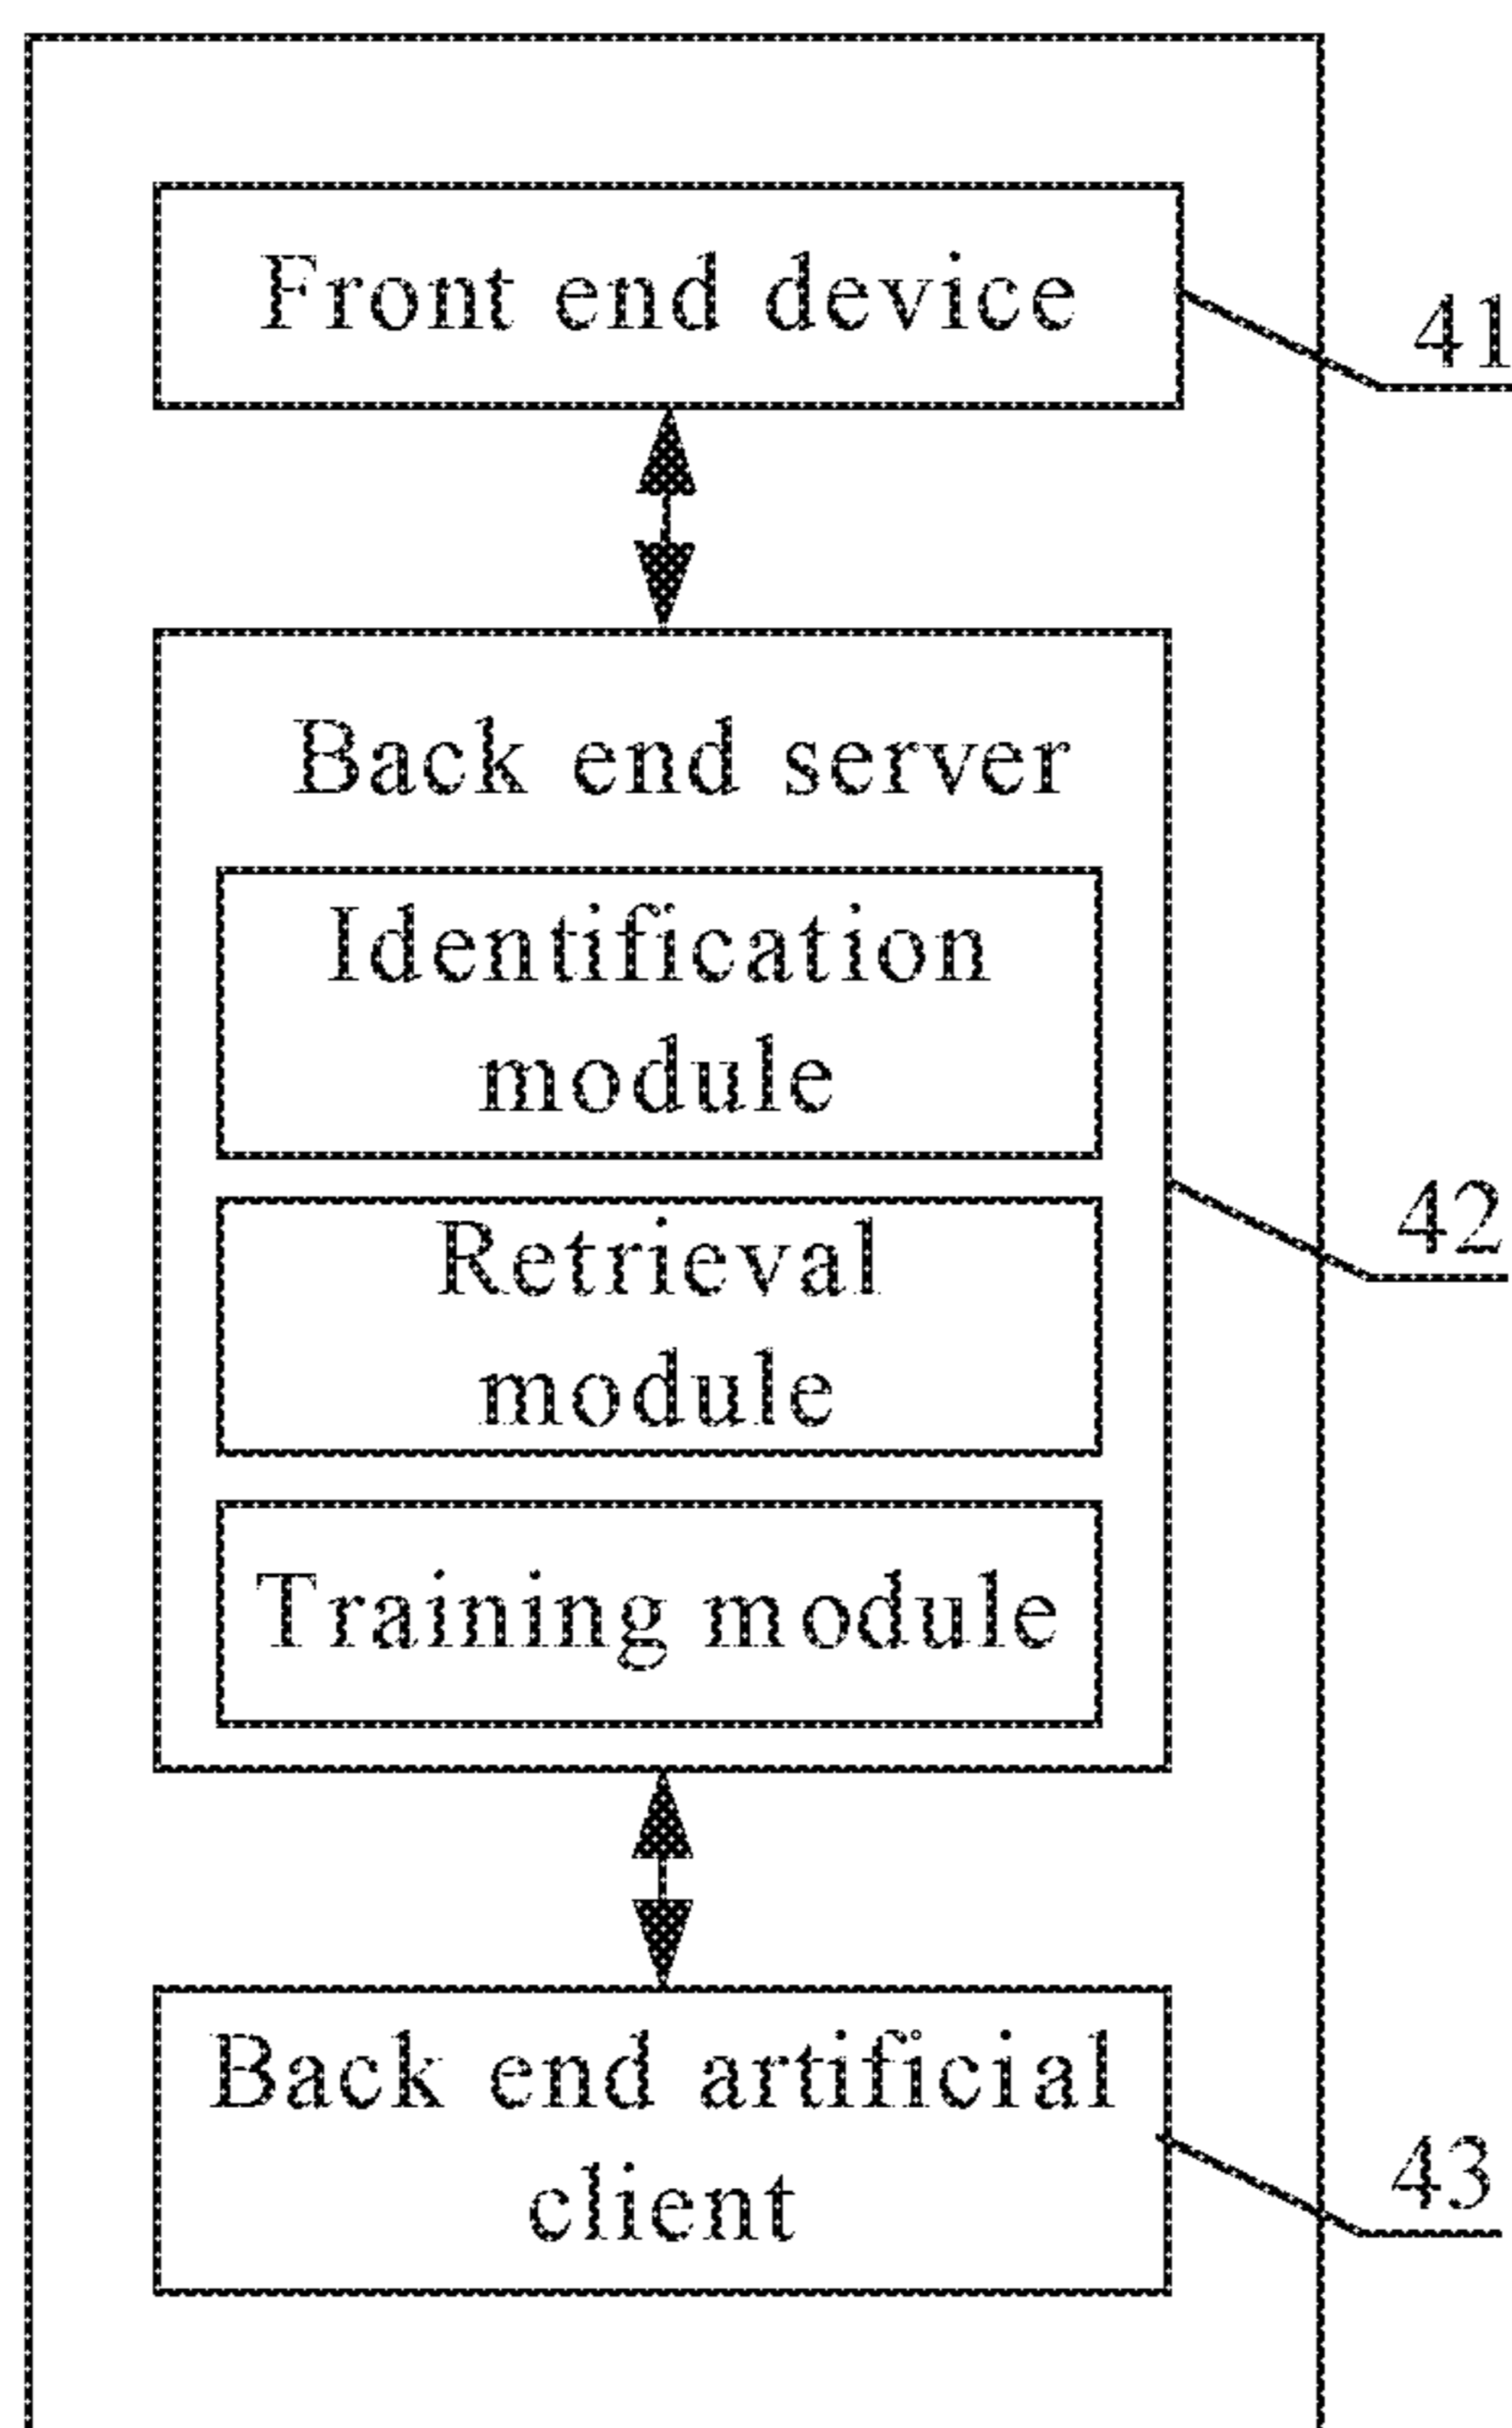 Front end device
41
Back end server
Identification
module
42
Retrieval
module
Training module
Back end artificial
client
43